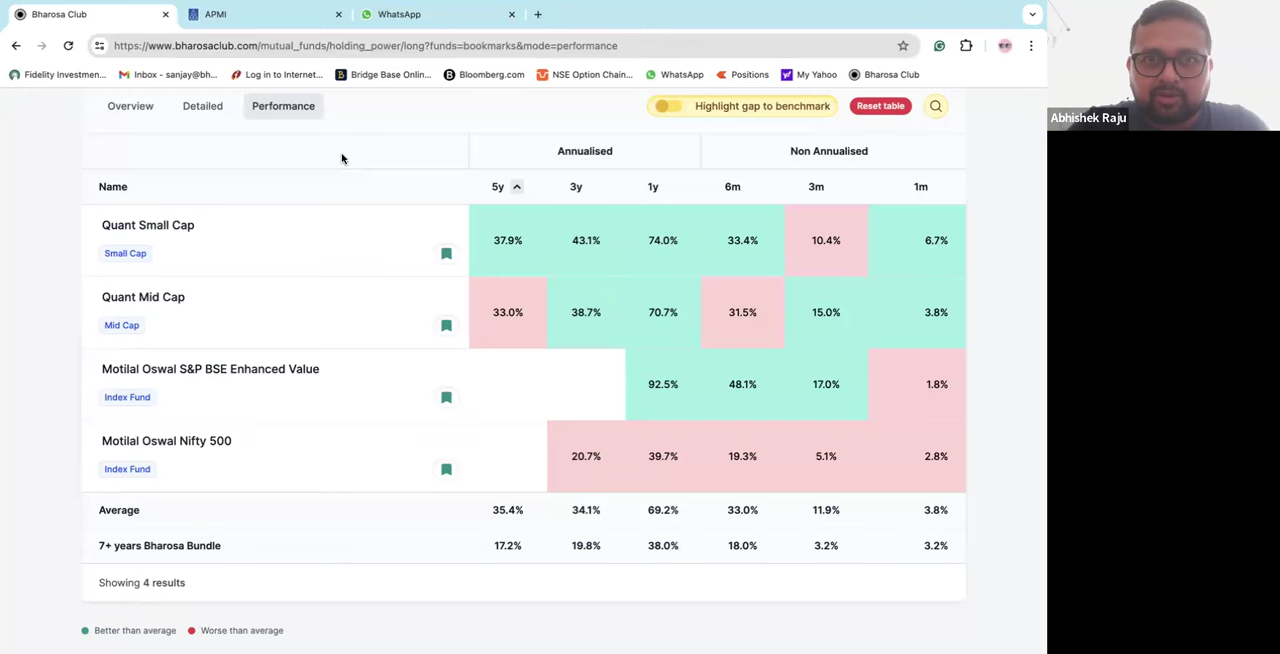 Bharosa Club
APMI
WhatsApp
https://www.bharosaclub.com/mutual_funds/holding_power/long?funds=bookmarks&mode=performance
Fidelity Investmen... Inbox - sanjay@bh... Log in to Internet... Bridge Base Onlin... Bloomberg.com NSE Option Chain... WhatsApp Positions My Yahoo Bharosa Club
Overview Detailed Performance Highlight gap to benchmark Reset table
Annualised Non Annualised
Name 5y 3y 1y 6m 3m 1m
Quant Small Cap
Small Cap
37.9% 43.1% 74.0% 33.4% 10.4% 6.7%
Quant Mid Cap
Mid Cap
33.0% 38.7% 70.7% 31.5% 15.0% 3.8%
Motilal Oswal S&P BSE Enhanced Value
Index Fund
92.5% 48.1% 17.0% 1.8%
Motilal Oswal Nifty 500
Index Fund
20.7% 39.7% 19.3% 5.1% 2.8%
Average 35.4% 34.1% 69.2% 33.0% 11.9% 3.8%
7+ years Bharosa Bundle 17.2% 19.8% 38.0% 18.0% 3.2% 3.2%
Showing 4 results
Better than average Worse than average
Abhishek Raju